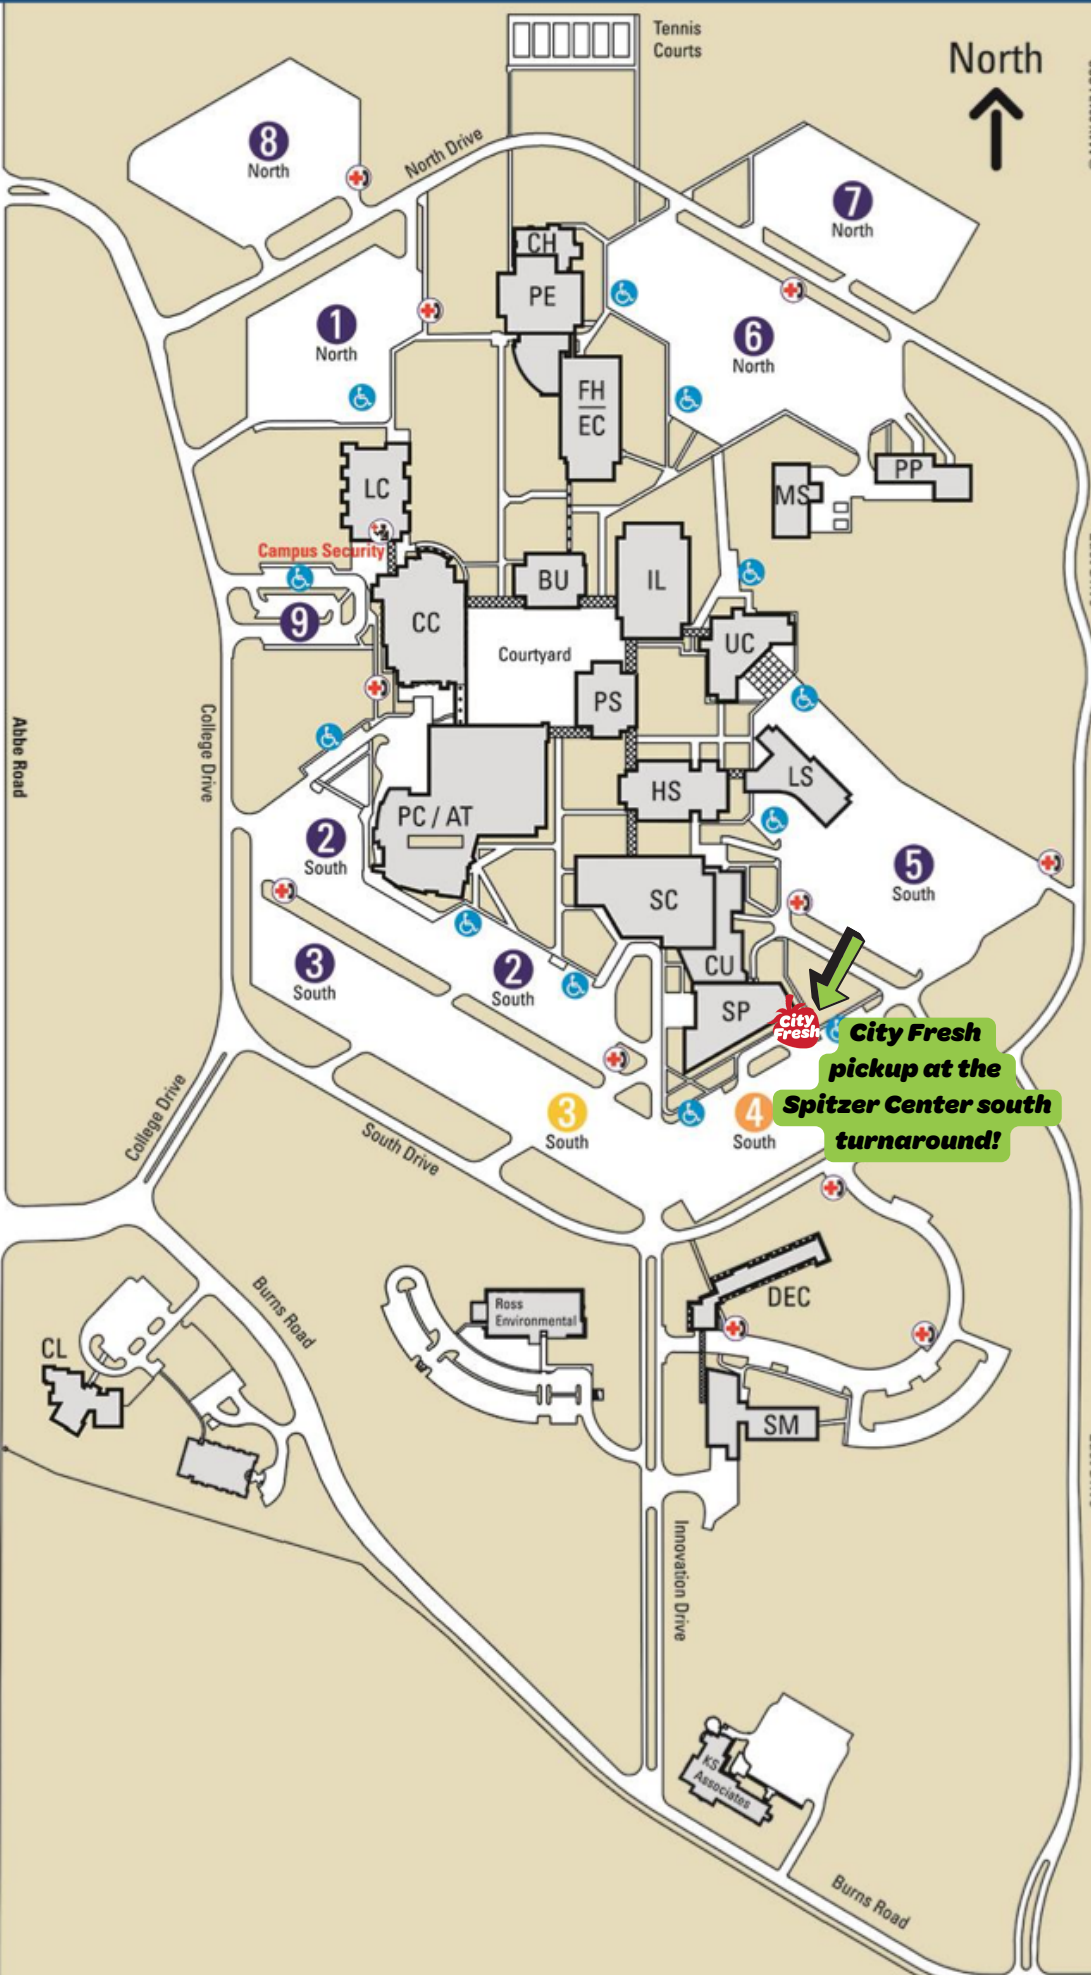 Tennis
Courts
North
8
North
North Drive
7
North
CH
PE
1
North
6
North
FH
EC
LC
PP
MS
Campus Security
BU
IL
9
CC
UC
Courtyard
PS
Abbe Road
College Drive
LS
HS
PC / AT
2
South
5
South
SC
3
South
2
South
CU
SP
City
Fresh
City Fresh
pickup at the
Spitzer Center south
turnaround!
3
South
4
South
College Drive
South Drive
Burns Road
Ross
Environmental
DEC
CL
SM
Innovation Drive
KS
Associates
Burns Road